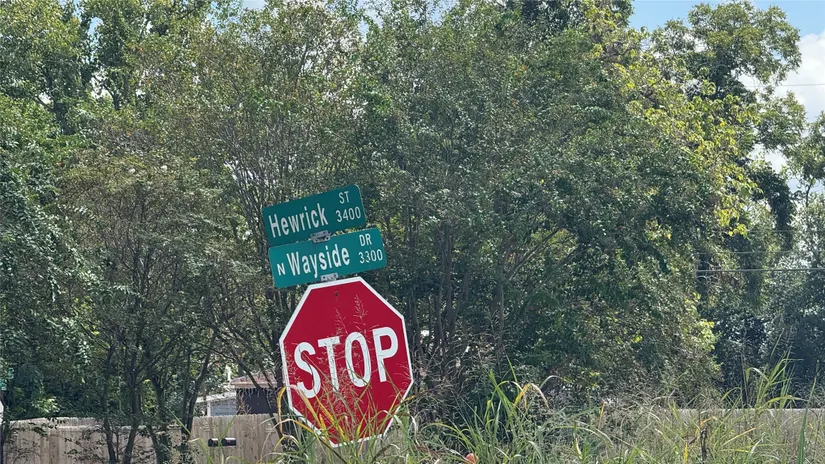 Hewrick ST 3400
N Wayside DR 3300
STOP